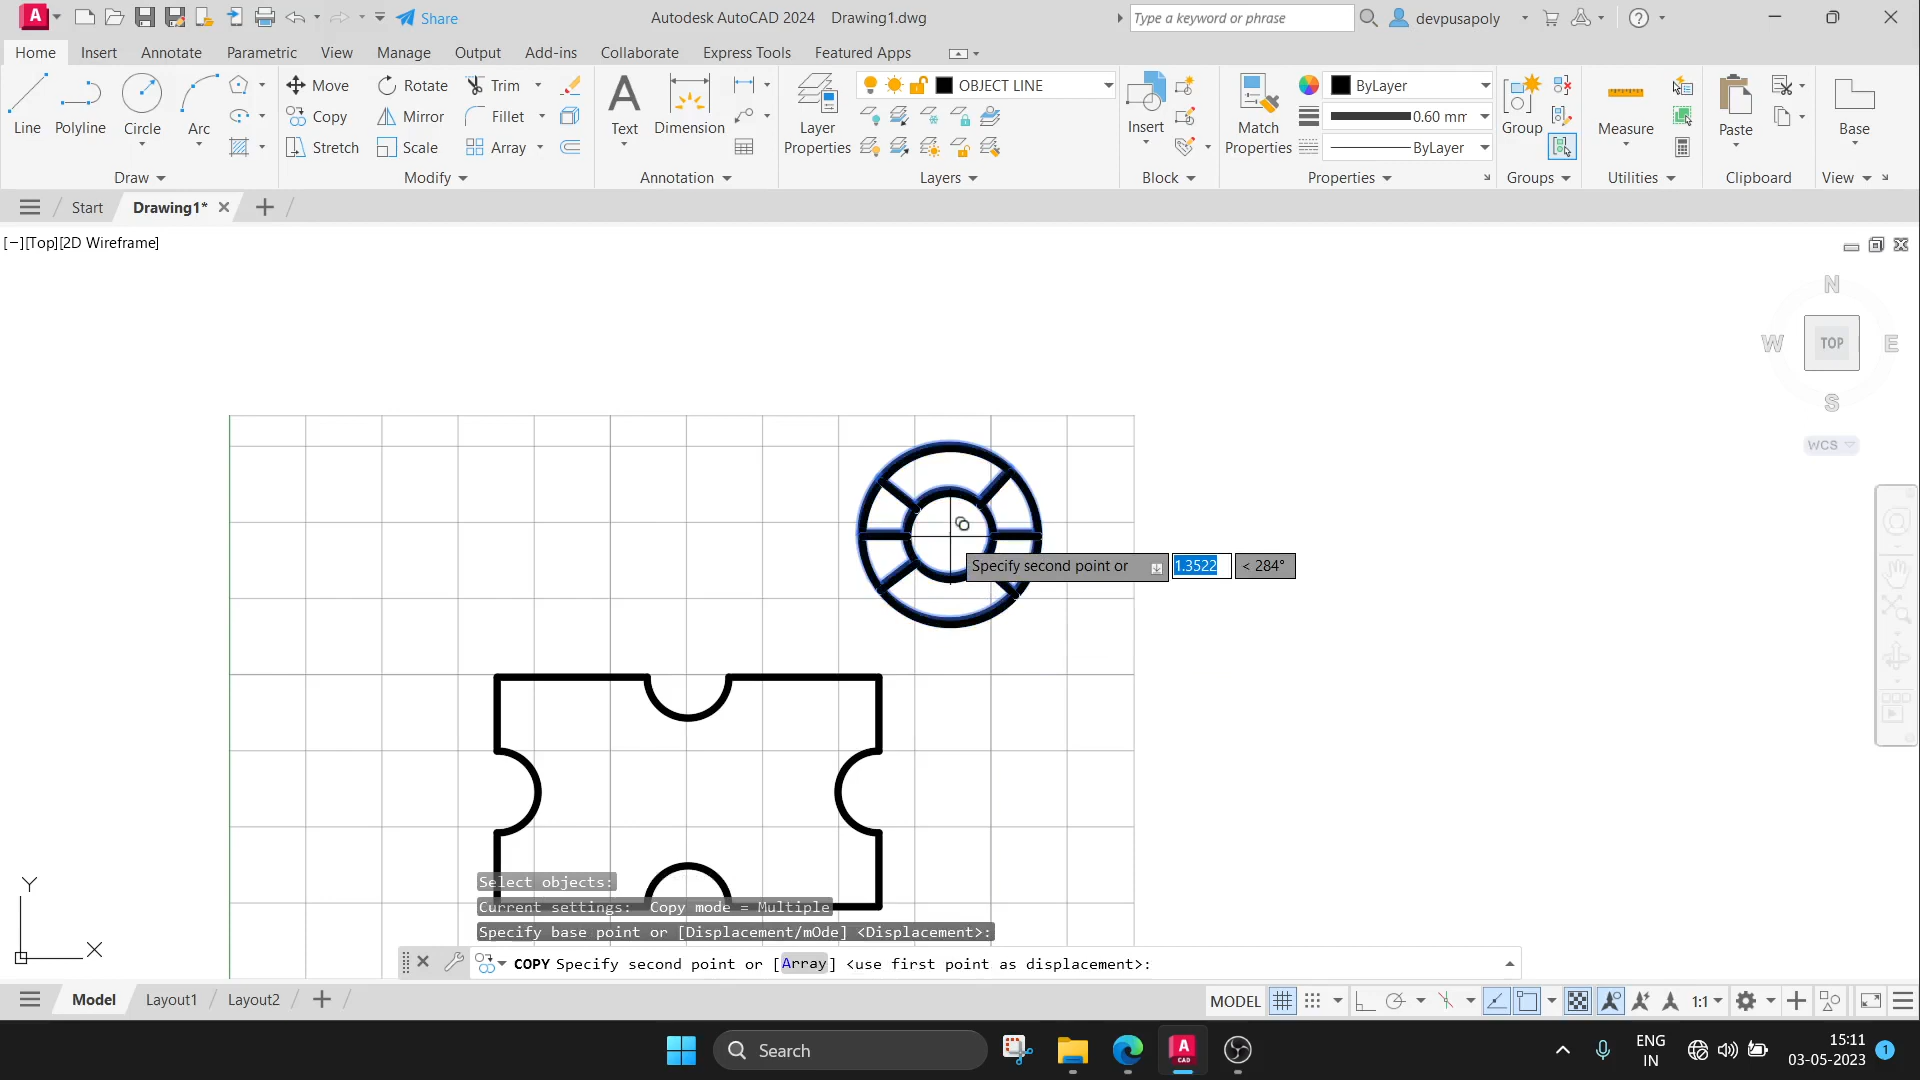 A Share Autodesk AutoCAD 2024 Drawing1.dwg Type a keyword or phrase devpusapoly
Home Insert Annotate Parametric View Manage Output Add-ins Collaborate Express Tools Featured Apps
Line Polyline Circle Arc
Move Rotate Trim
Copy Mirror Fillet
Stretch Scale Array
Text Dimension
Layer Properties
OBJECT LINE
Insert
Match Properties
ByLayer
0.60 mm
ByLayer
Group
Measure
Paste
Base
Draw Modify Annotation Layers Block Properties Groups Utilities Clipboard View
Start Drawing1*
[−][Top][2D Wireframe]
N
W TOP E
S
WCS
Specify second point or 1.3522 < 284°
Y
X
Select objects:
Current settings: Copy mode = Multiple
Specify base point or [Displacement/mOde] <Displacement>:
COPY Specify second point or [Array] <use first point as displacement>:
Model Layout1 Layout2 MODEL 1:1
Search
A
CAD
ENG
IN
15:11
03-05-2023
1